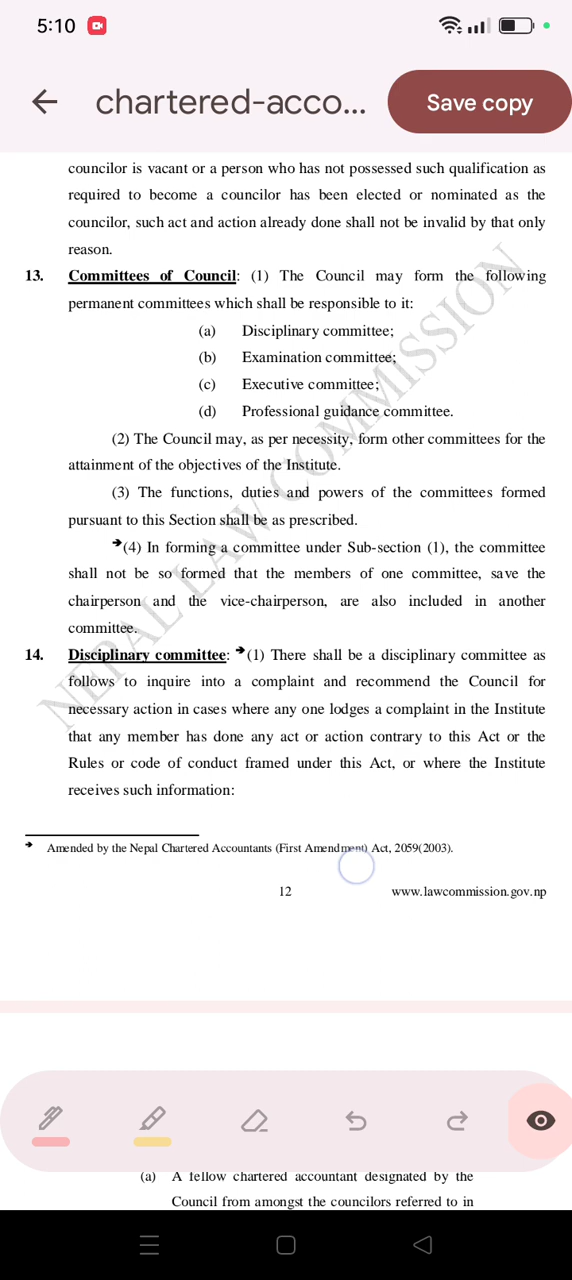 5:10
chartered-acco...
Save copy
councilor is vacant or a person who has not possessed such qualification as
required to become a councilor has been elected or nominated as the
councilor, such act and action already done shall not be invalid by that only
reason.
13. Committees of Council: (1) The Council may form the following
permanent committees which shall be responsible to it:
(a) Disciplinary committee;
(b) Examination committee;
(c) Executive committee;
(d) Professional guidance committee.
(2) The Council may, as per necessity, form other committees for the
attainment of the objectives of the Institute.
(3) The functions, duties and powers of the committees formed
pursuant to this Section shall be as prescribed.
➔(4) In forming a committee under Sub-section (1), the committee
shall not be so formed that the members of one committee, save the
chairperson and the vice-chairperson, are also included in another
committee.
14. Disciplinary committee: ➔(1) There shall be a disciplinary committee as
follows to inquire into a complaint and recommend the Council for
necessary action in cases where any one lodges a complaint in the Institute
that any member has done any act or action contrary to this Act or the
Rules or code of conduct framed under this Act, or where the Institute
receives such information:
➔ Amended by the Nepal Chartered Accountants (First Amendment) Act, 2059(2003).
12 www.lawcommission.gov.np
(a) A fellow chartered accountant designated by the
Council from amongst the councilors referred to in
NEPAL LAW COMMISSION